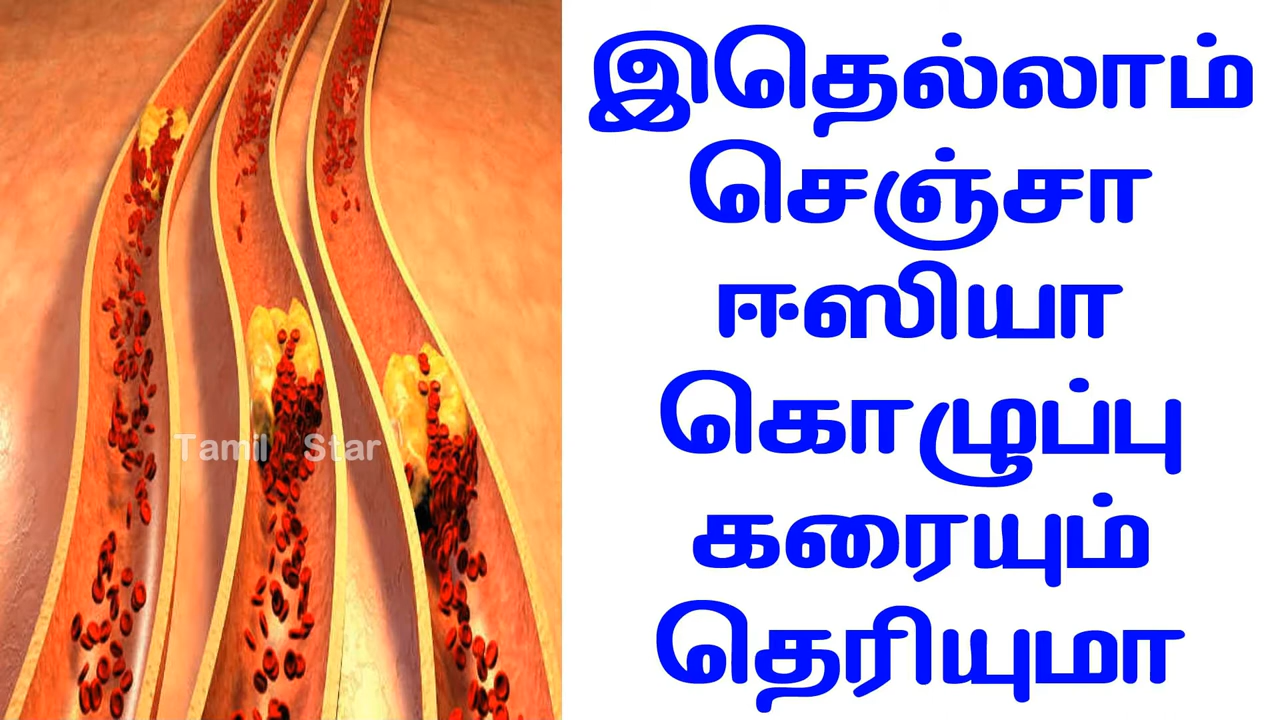 இதெல்லாம்
செஞ்சா
ஈஸியா
கொழுப்பு
கரையும்
தெரியுமா
Tamil Star